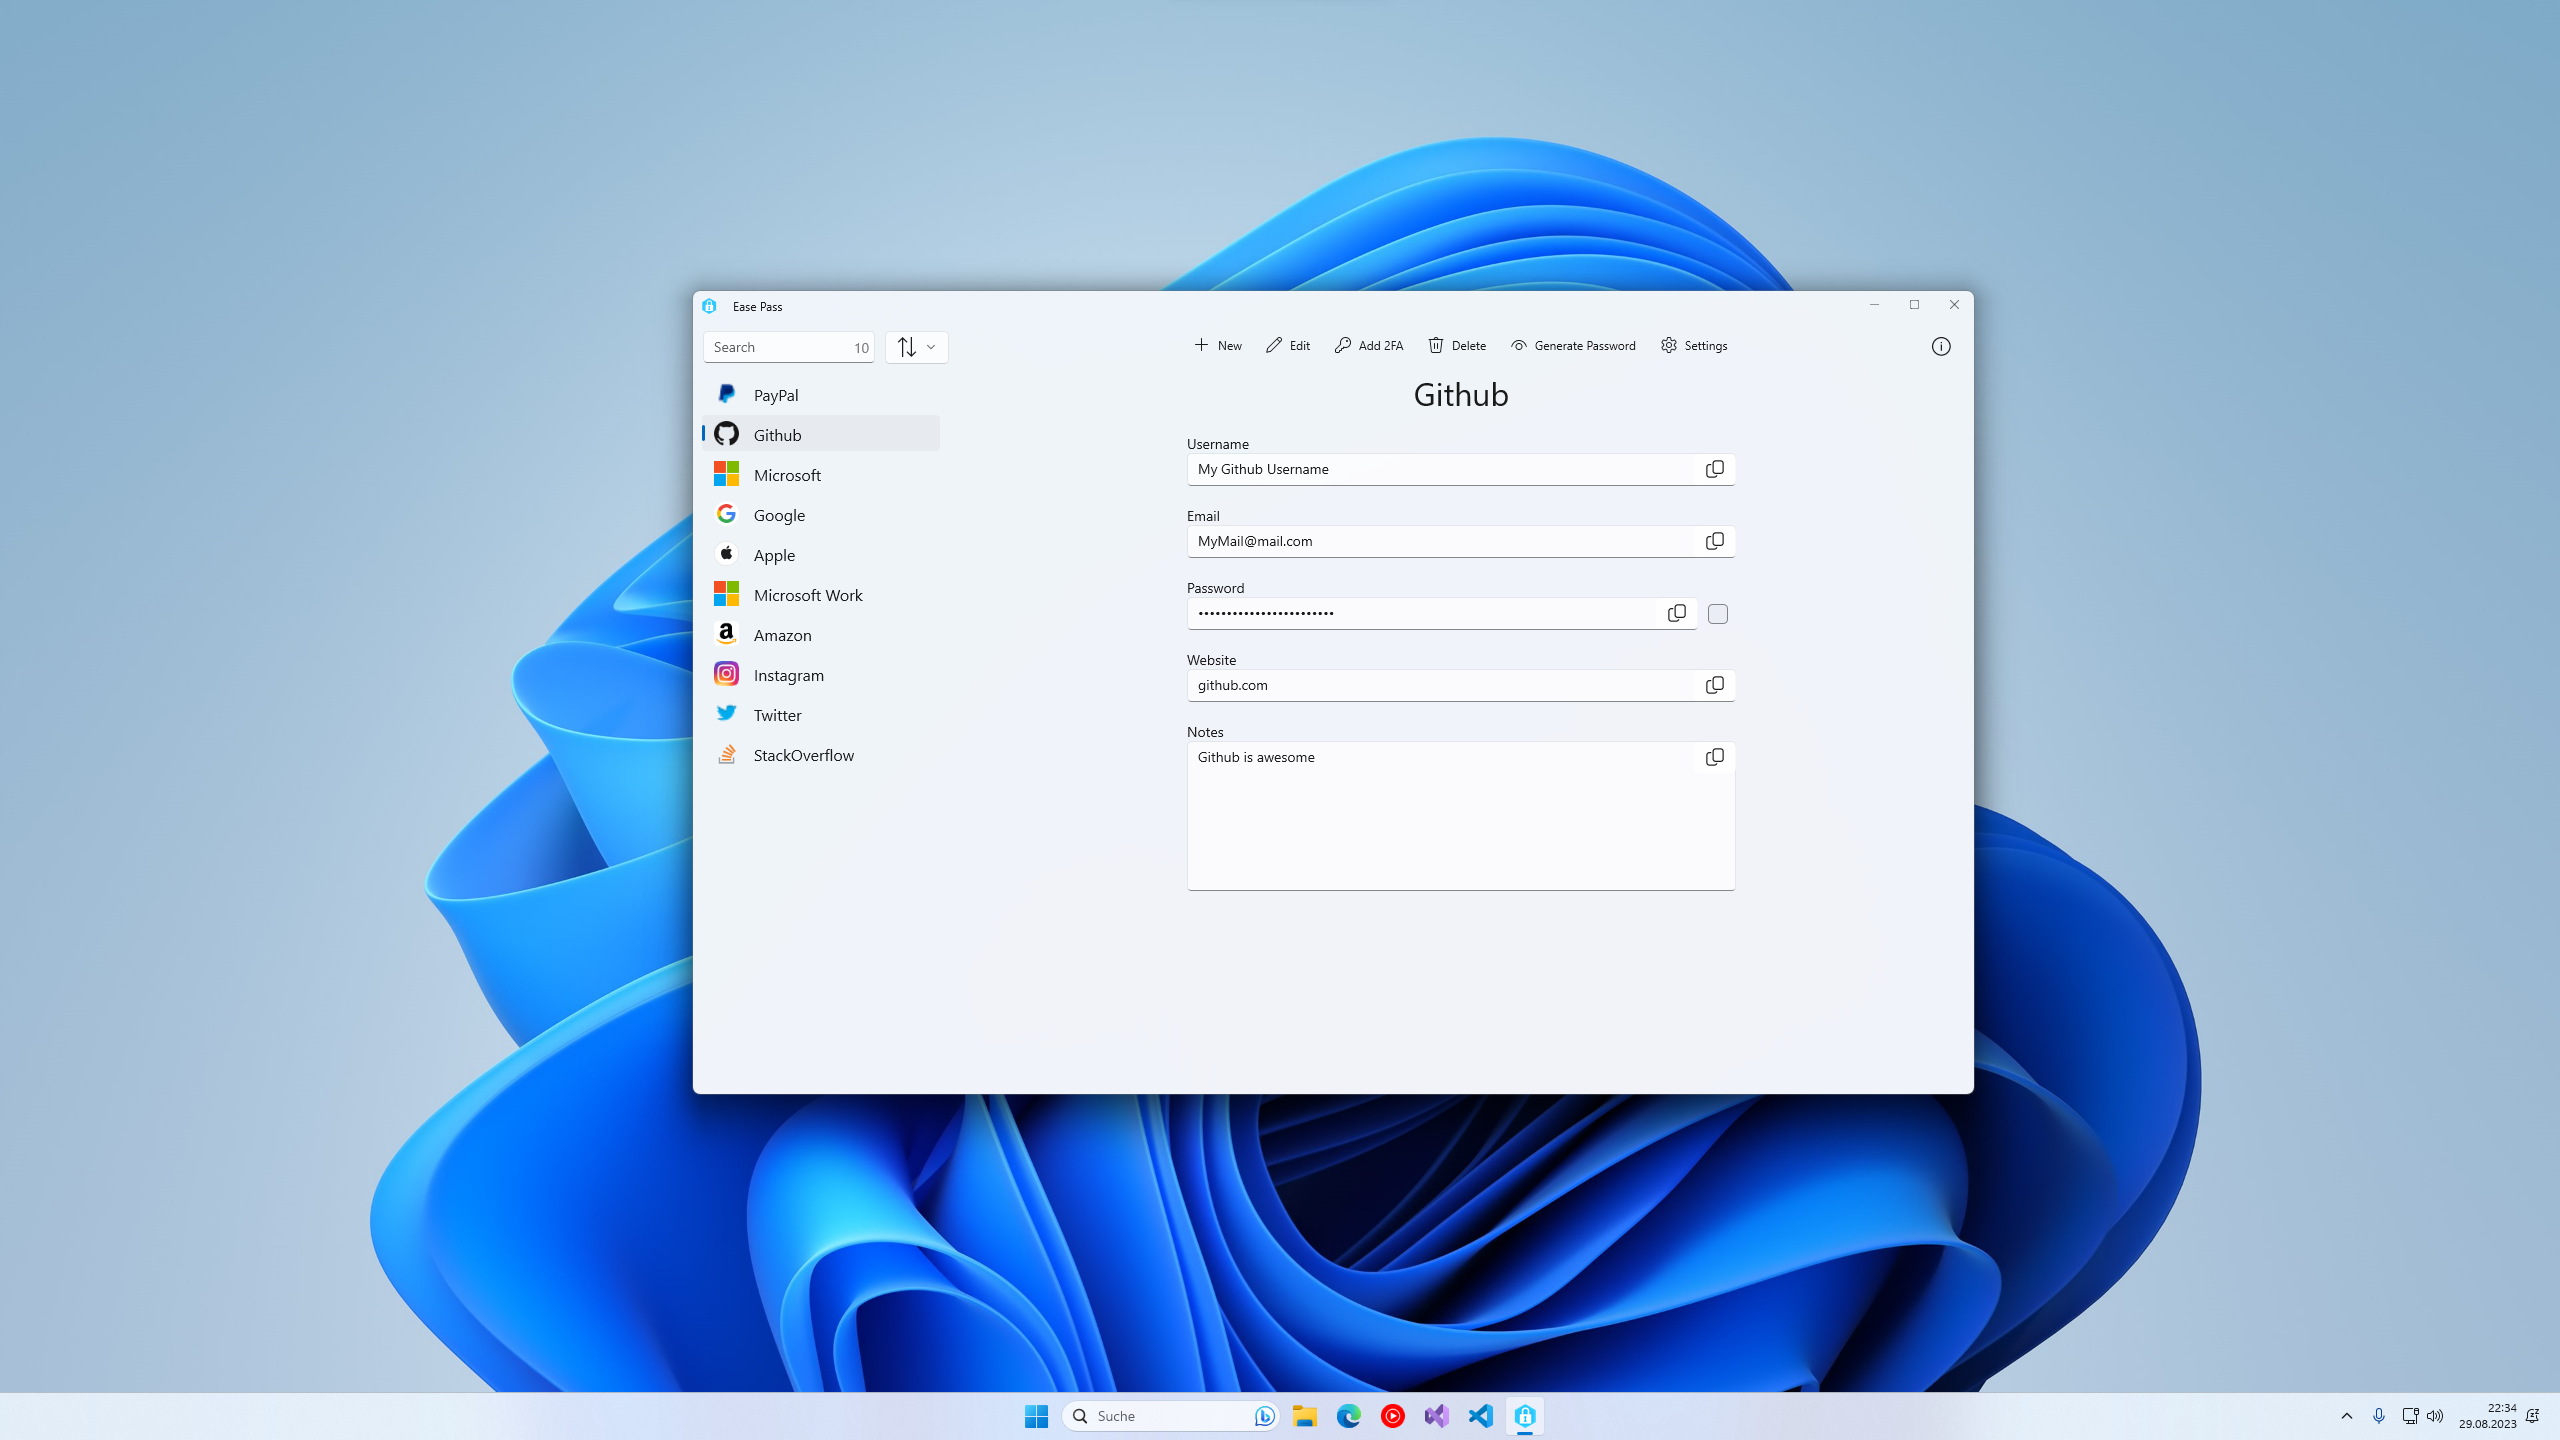 Ease Pass
Search 10
New Edit Add 2FA Delete Generate Password Settings
PayPal
Github
Microsoft
Google
Apple
Microsoft Work
Amazon
Instagram
Twitter
StackOverflow
Github
Username
My Github Username
Email
MyMail@mail.com
Password
••••••••••••••••••••••••
Website
github.com
Notes
Github is awesome
Suche
22:34
29.08.2023